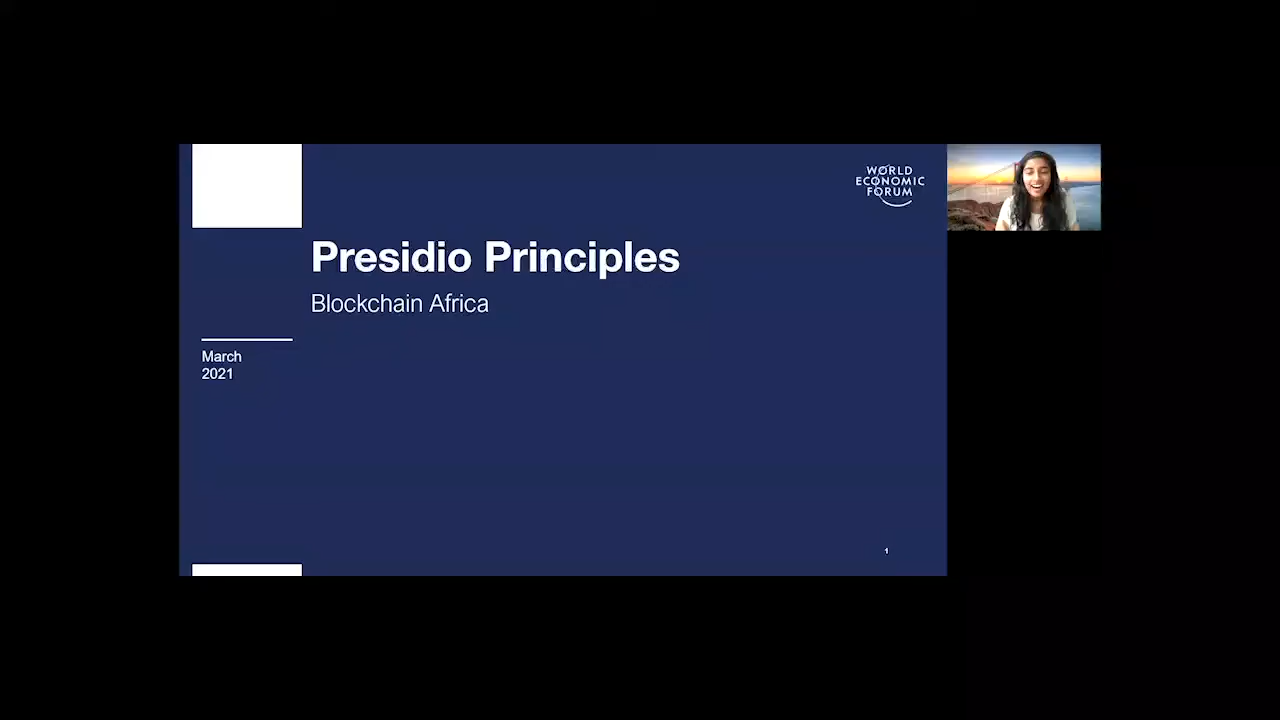 WORLD
ECONOMIC
FORUM
Presidio Principles
Blockchain Africa
March
2021
1